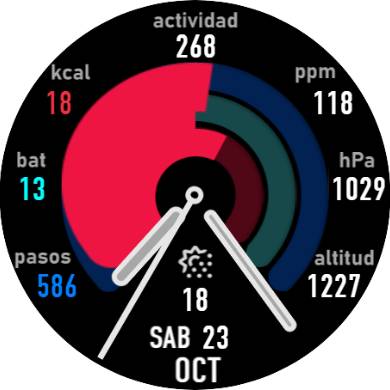 actividad
268
kcal
18
ppm
118
bat
13
hPa
1029
pasos
586
altitud
1227
18
SAB 23
OCT